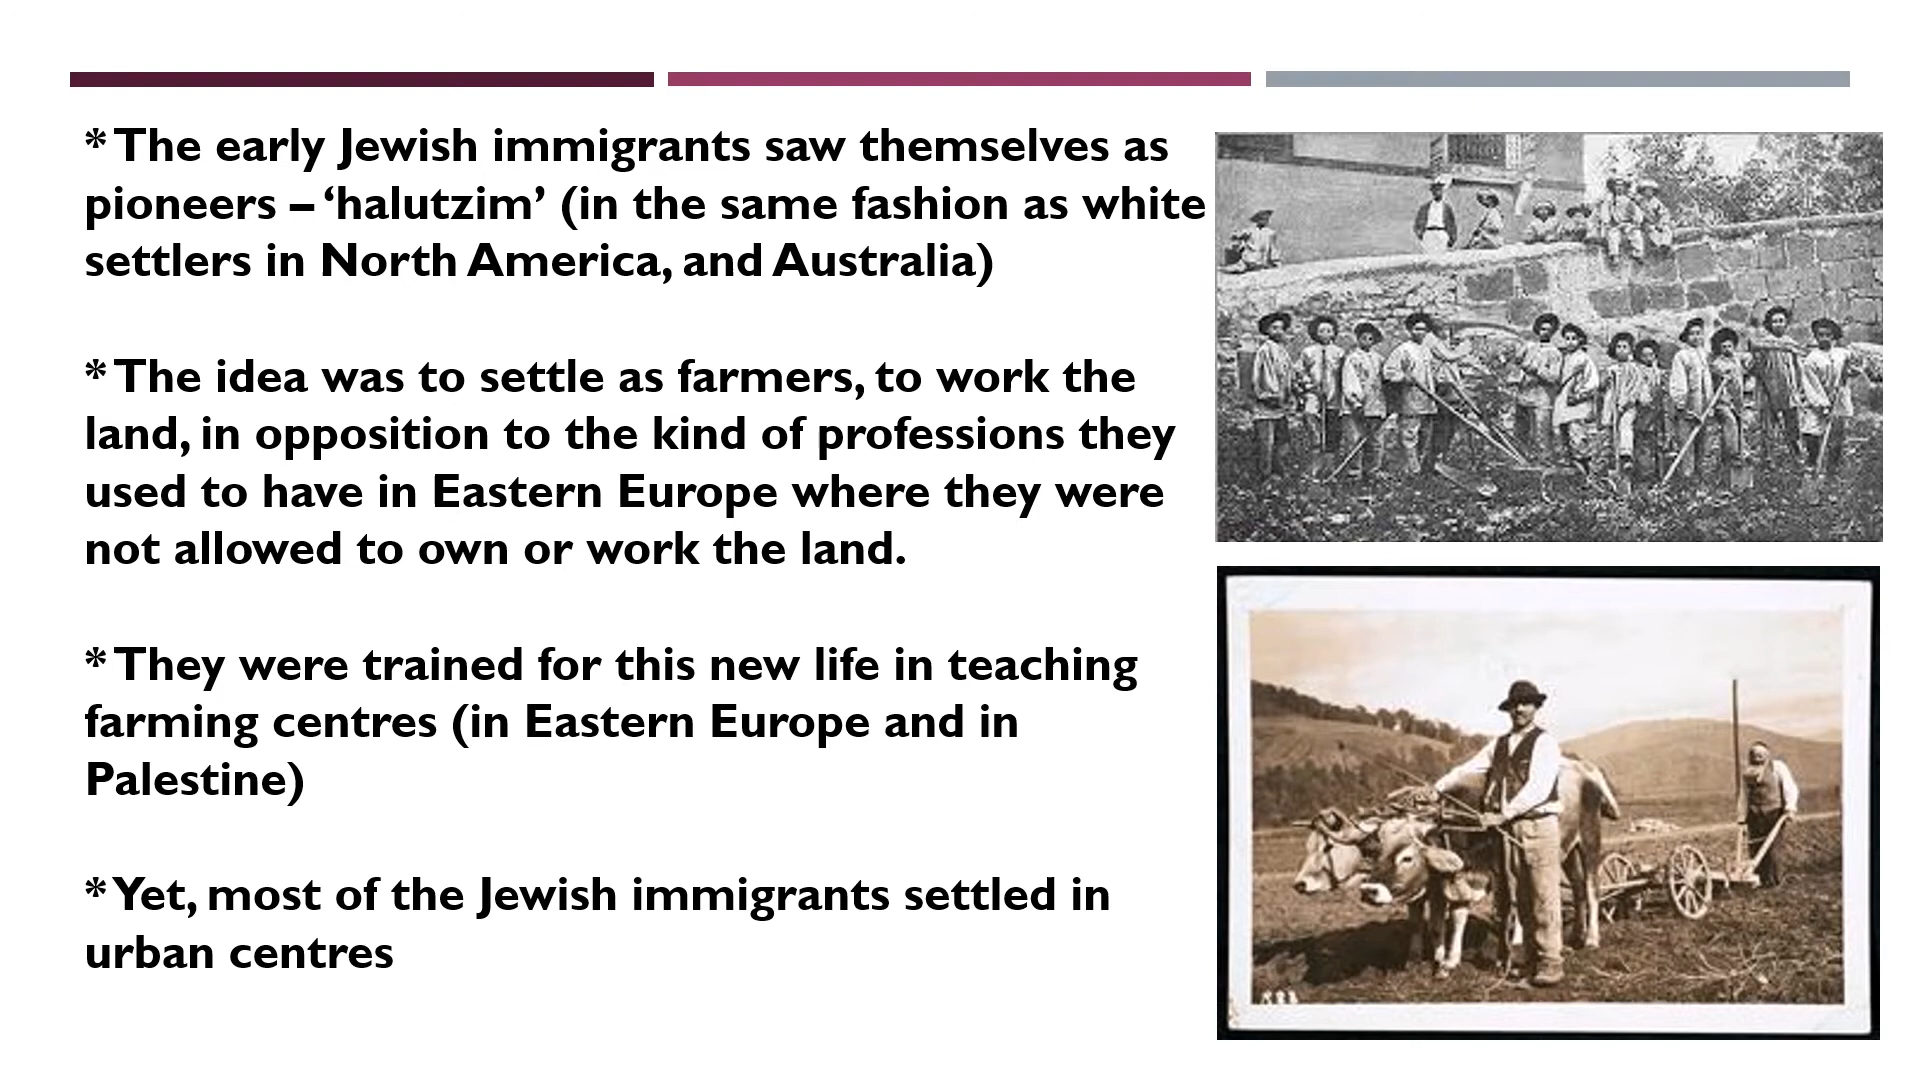 * The early Jewish immigrants saw themselves as
pioneers – ‘halutzim’ (in the same fashion as white
settlers in North America, and Australia)
* The idea was to settle as farmers, to work the
land, in opposition to the kind of professions they
used to have in Eastern Europe where they were
not allowed to own or work the land.
* They were trained for this new life in teaching
farming centres (in Eastern Europe and in
Palestine)
* Yet, most of the Jewish immigrants settled in
urban centres